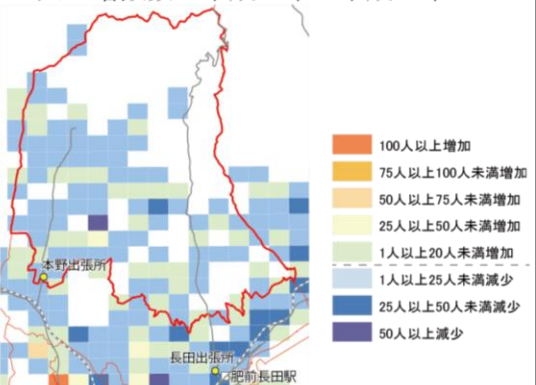 100人以上増加
75人以上100人未満増加
50人以上75人未満増加
25人以上50人未満増加
1人以上20人未満増加
1人以上25人未満減少
25人以上50人未満減少
50人以上減少
本野出張所
長田出張所
肥前長田駅